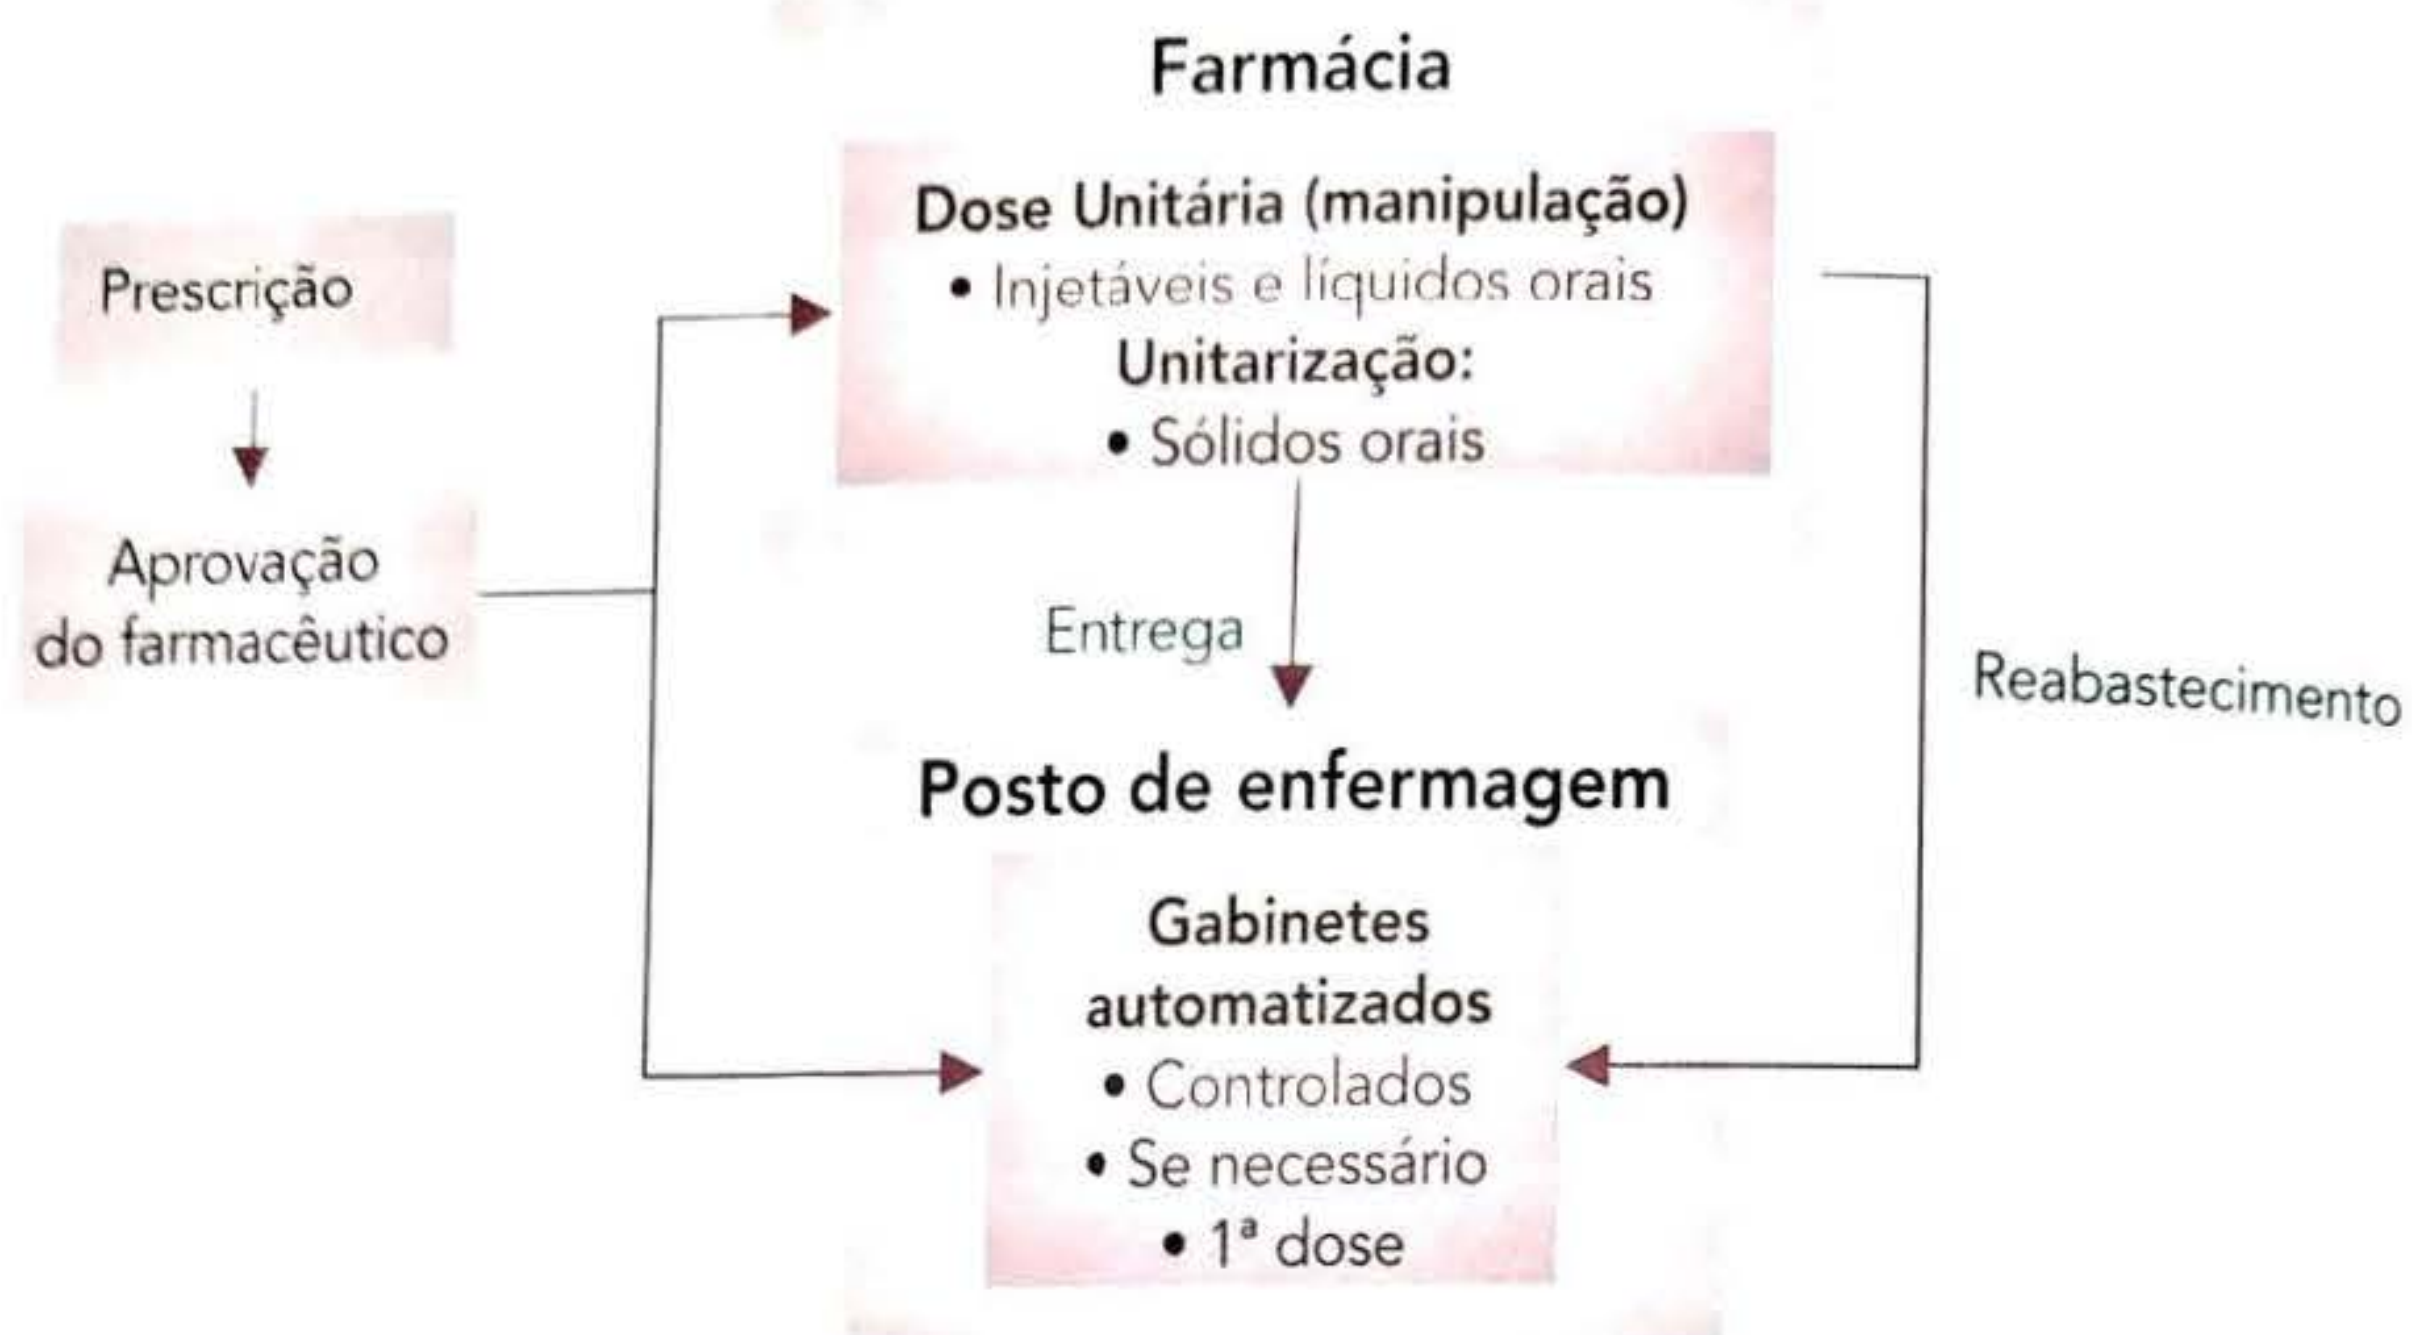 Farmácia
Prescrição
Aprovação
do farmacêutico
Dose Unitária (manipulação)
• Injetáveis e líquidos orais
Unitarização:
• Sólidos orais
Entrega
Reabastecimento
Posto de enfermagem
Gabinetes
automatizados
• Controlados
• Se necessário
• 1ª dose